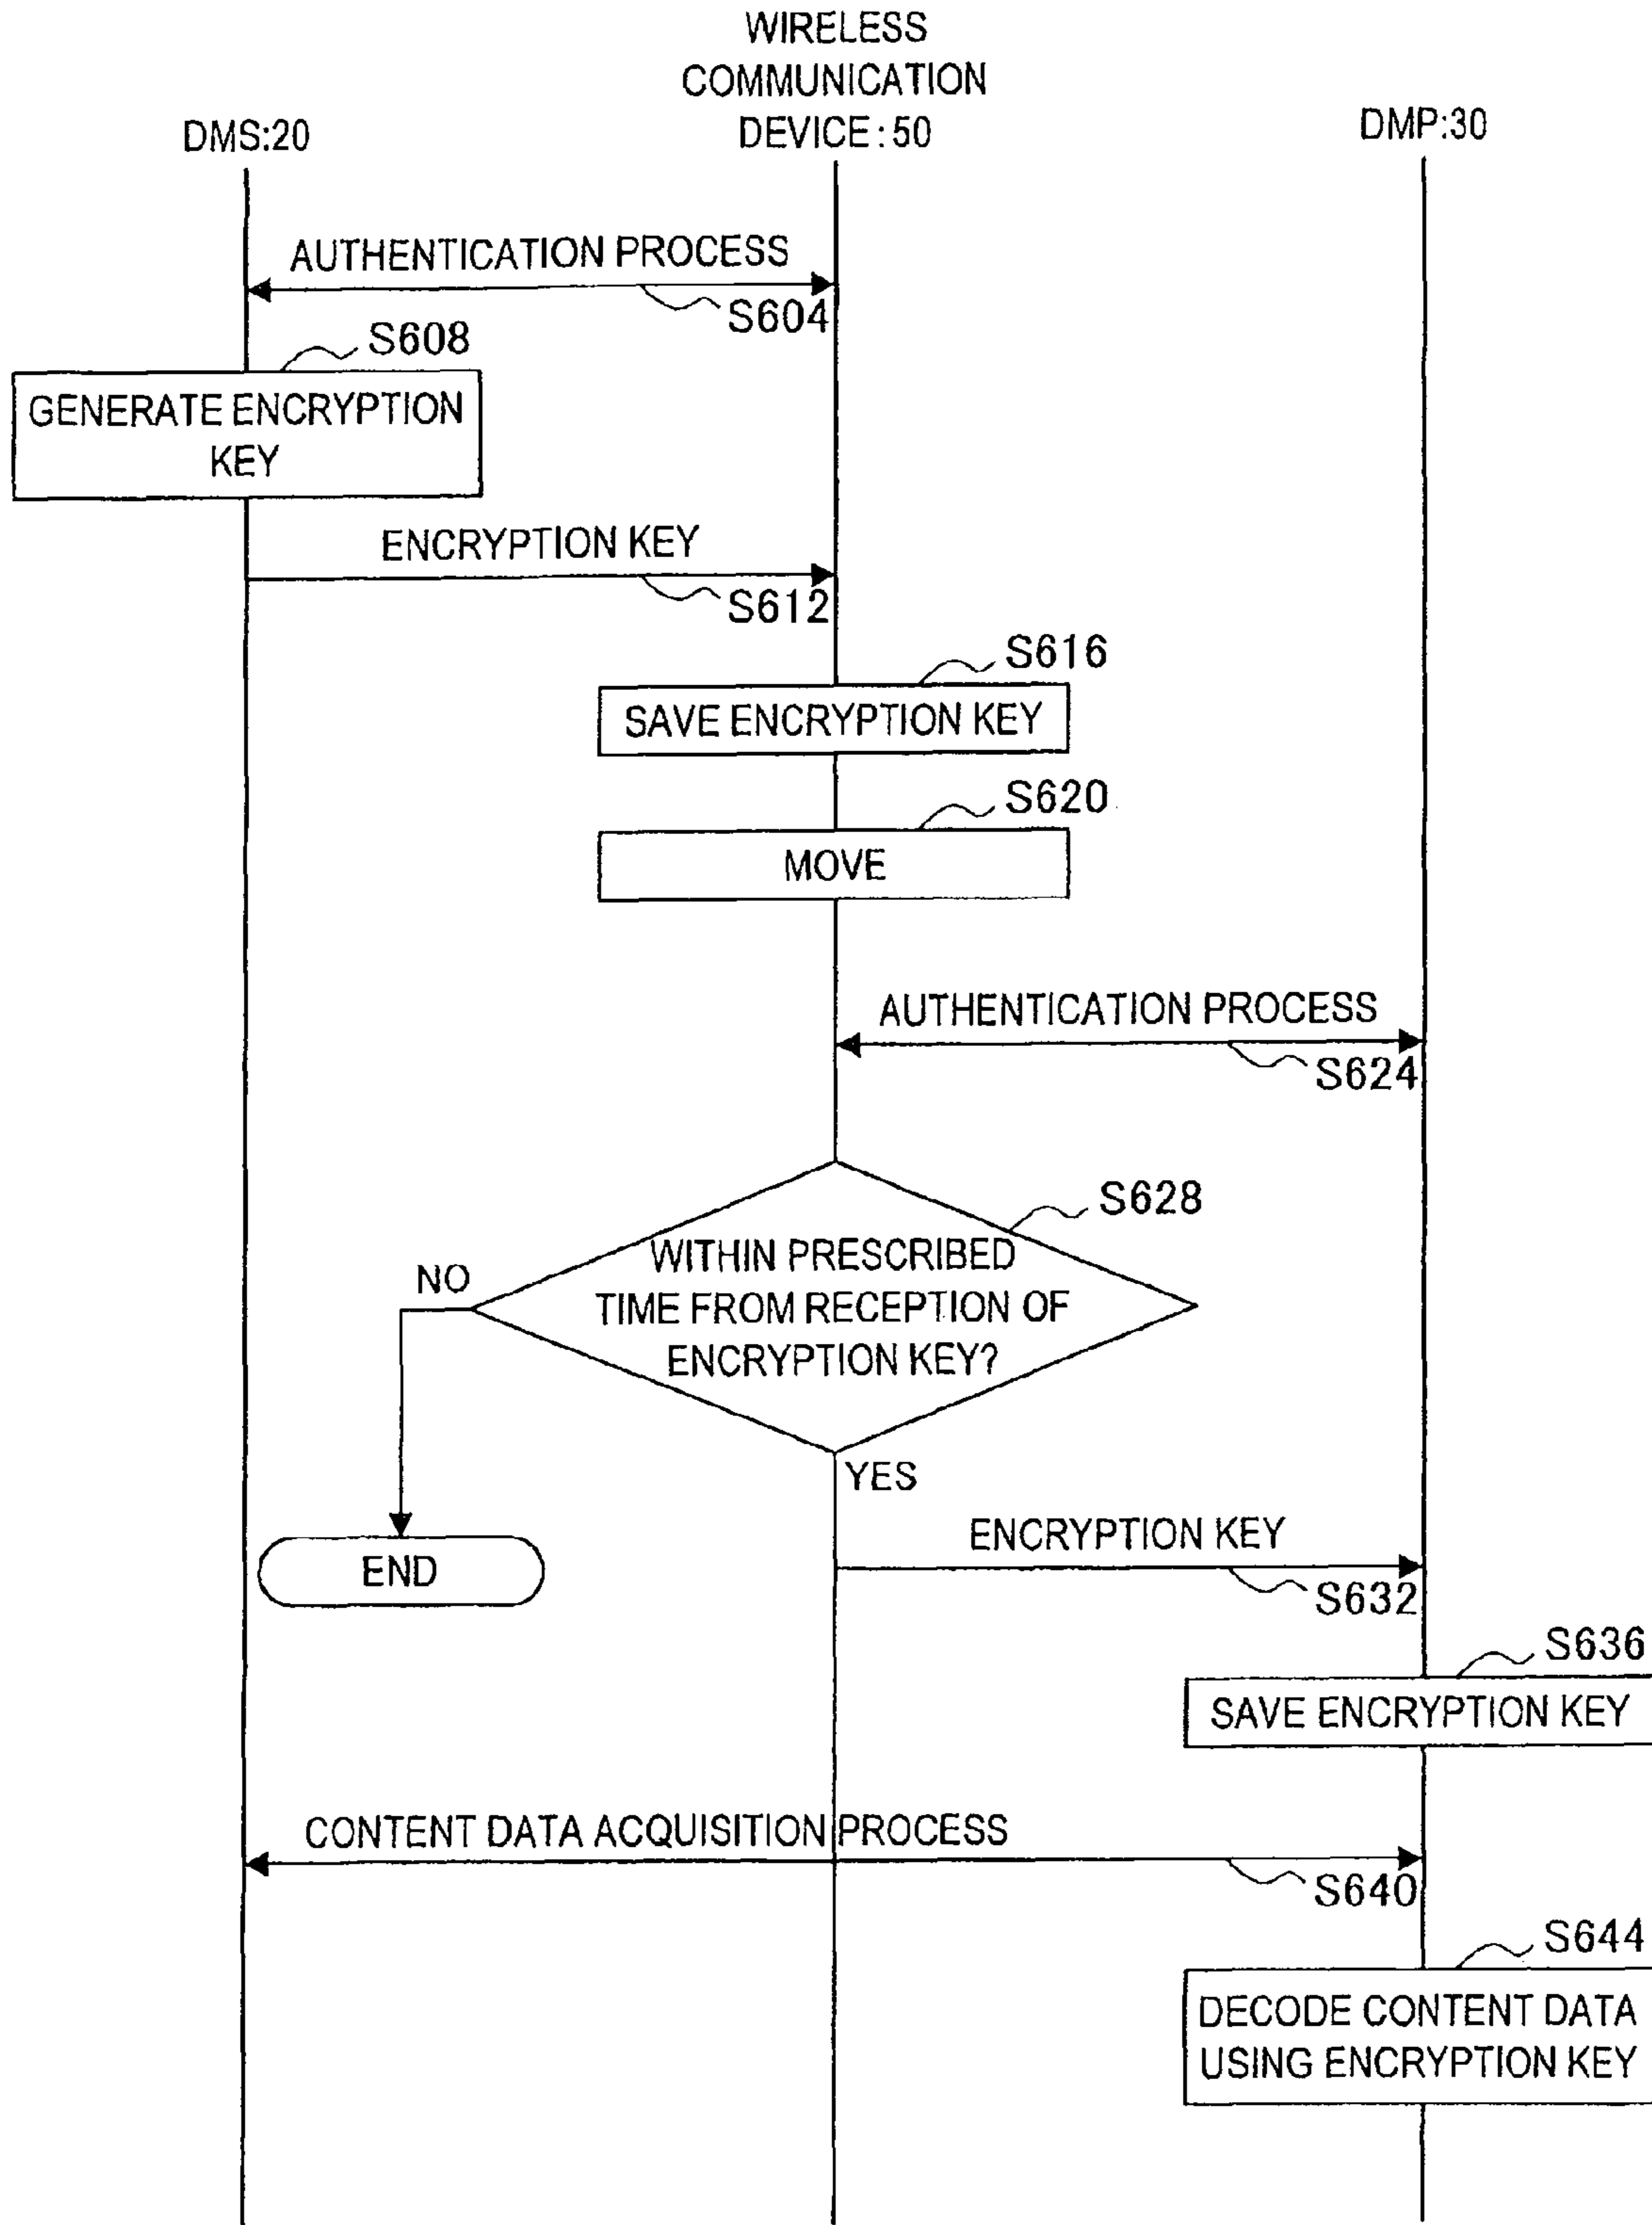 WIRELESS
COMMUNICATION
DEVICE:50
DMS:20
DMP:30
AUTHENTICATION PROCESS
S604
S608
GENERATE ENCRYPTION
KEY
ENCRYPTION KEY
S612
S616
SAVE ENCRYPTION KEY
S620
MOVE
AUTHENTICATION PROCESS
S624
S628
WITHIN PRESCRIBED
TIME FROM RECEPTION OF
ENCRYPTION KEY?
NO
YES
END
ENCRYPTION KEY
S632
S636
SAVE ENCRYPTION KEY
CONTENT DATA ACQUISITION PROCESS
S640
S644
DECODE CONTENT DATA
USING ENCRYPTION KEY